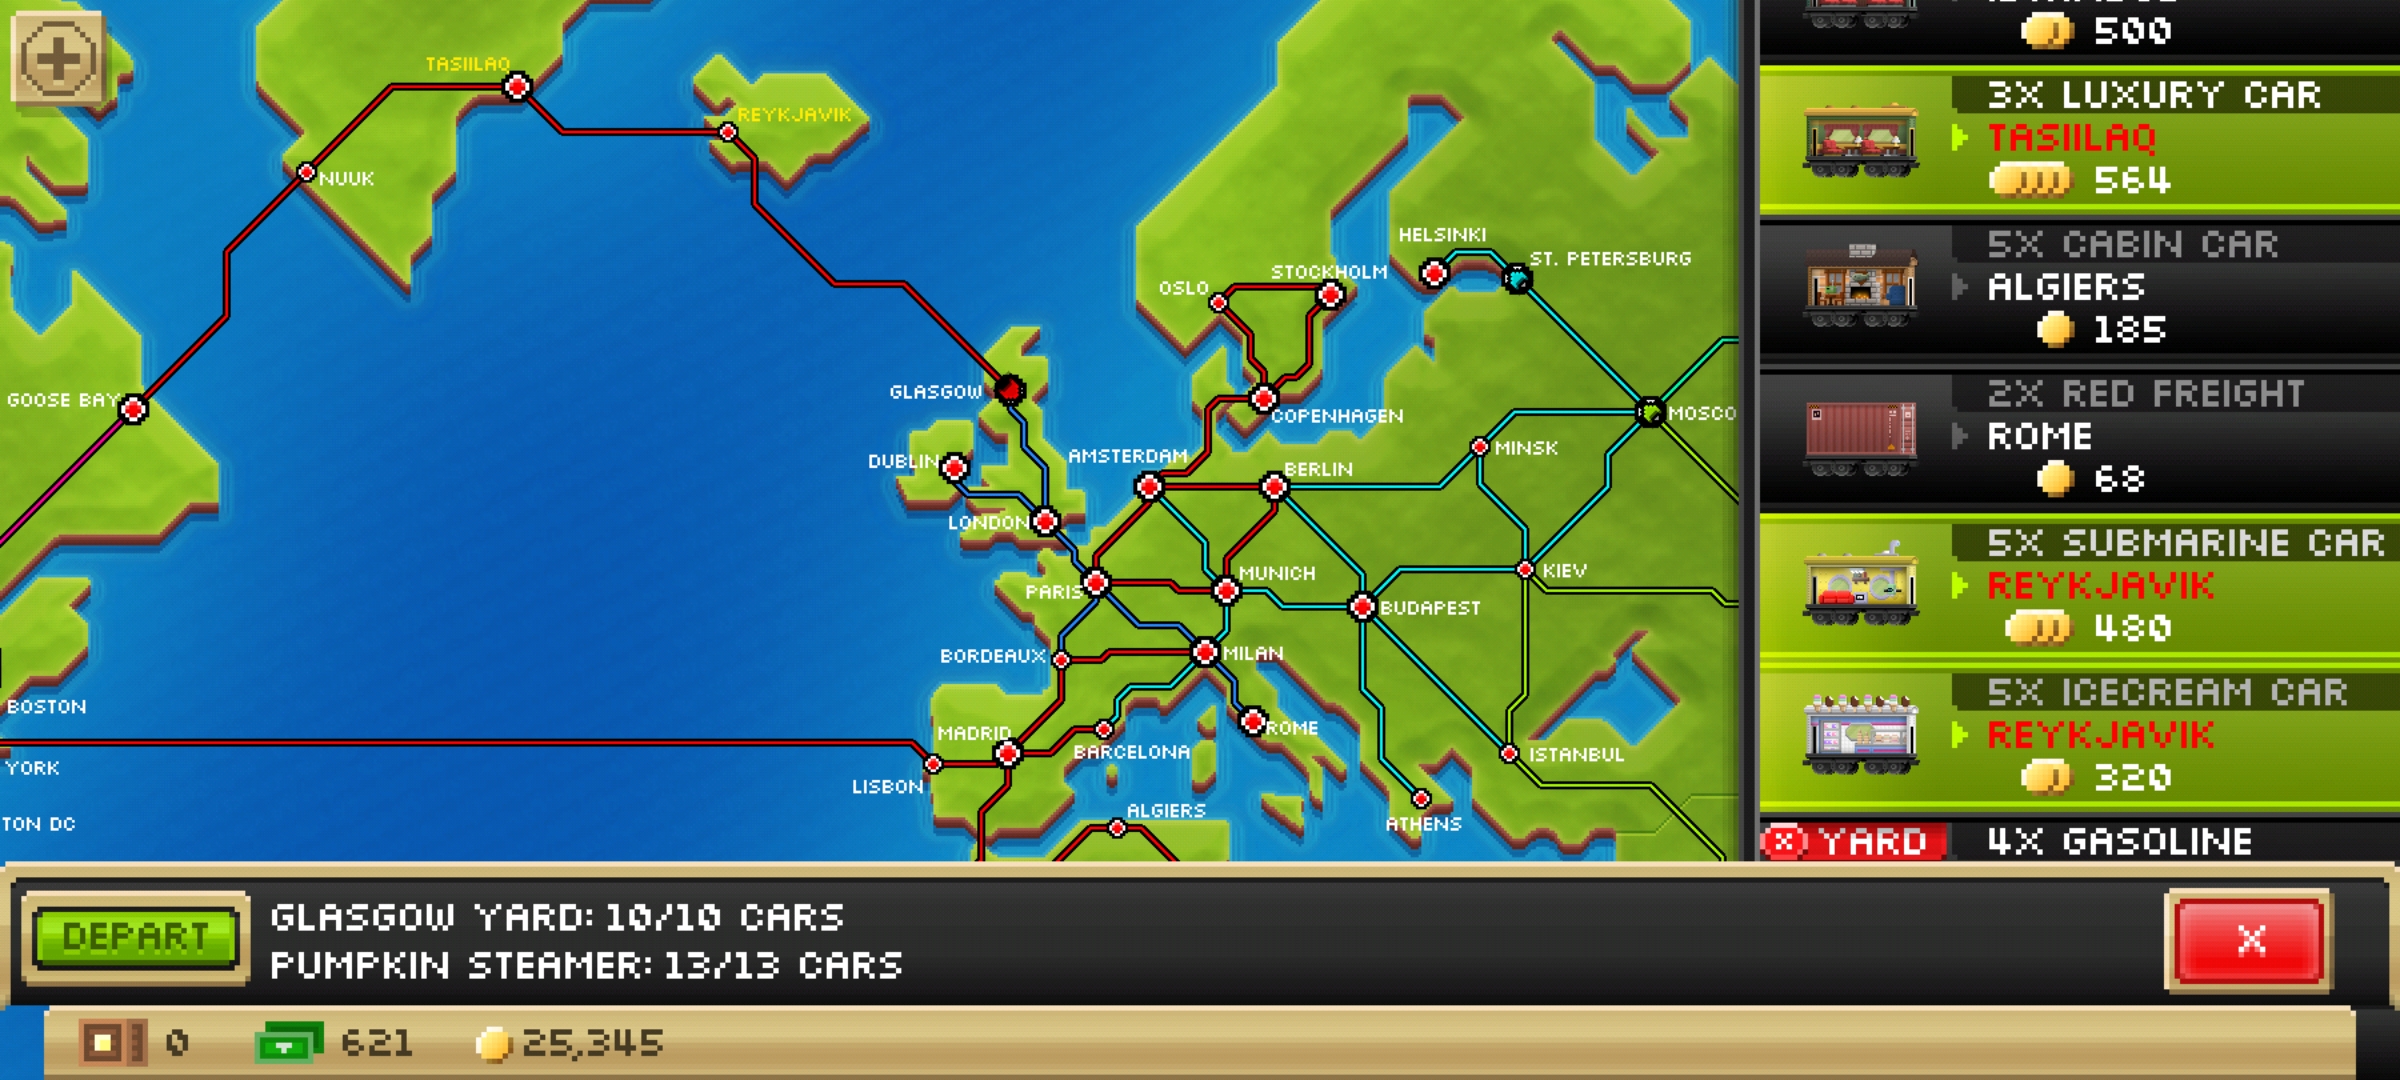 TASIILAQ
REYKJAVIK
NUUK
HELSINKI
ST. PETERSBURG
STOCKHOLM
OSLO
GLASGOW
GOOSE BAY
COPENHAGEN
MOSCO
DUBLIN
AMSTERDAM
BERLIN
MINSK
LONDON
KIEV
MUNICH
PARIS
BUDAPEST
BORDEAUX
MILAN
BOSTON
MADRID
ROME
BARCELONA
ISTANBUL
YORK
LISBON
ALGIERS
TON DC
ATHENS
500
3X LUXURY CAR
TASIILAQ
564
5X CABIN CAR
ALGIERS
185
2X RED FREIGHT
ROME
68
5X SUBMARINE CAR
REYKJAVIK
480
5X ICECREAM CAR
REYKJAVIK
320
X YARD
4X GASOLINE
DEPART
GLASGOW YARD: 10/10 CARS
PUMPKIN STEAMER: 13/13 CARS
X
0
621
25,345